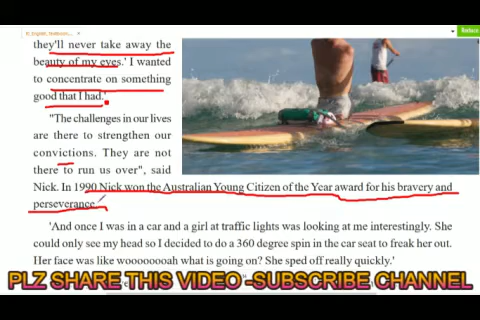 they'll never take away the
beauty of my eyes.' I wanted
to concentrate on something
good that I had.'
"The challenges in our lives
are there to strengthen our
convictions. They are not
there to run us over", said
Nick. In 1990 Nick won the Australian Young Citizen of the Year award for his bravery and
perseverance.
'And once I was in a car and a girl at traffic lights was looking at me interestingly. She
could only see my head so I decided to do a 360 degree spin in the car seat to freak her out.
Her face was like woooooooah what is going on? She sped off really quickly.'
PLZ SHARE THIS VIDEO -SUBSCRIBE CHANNEL